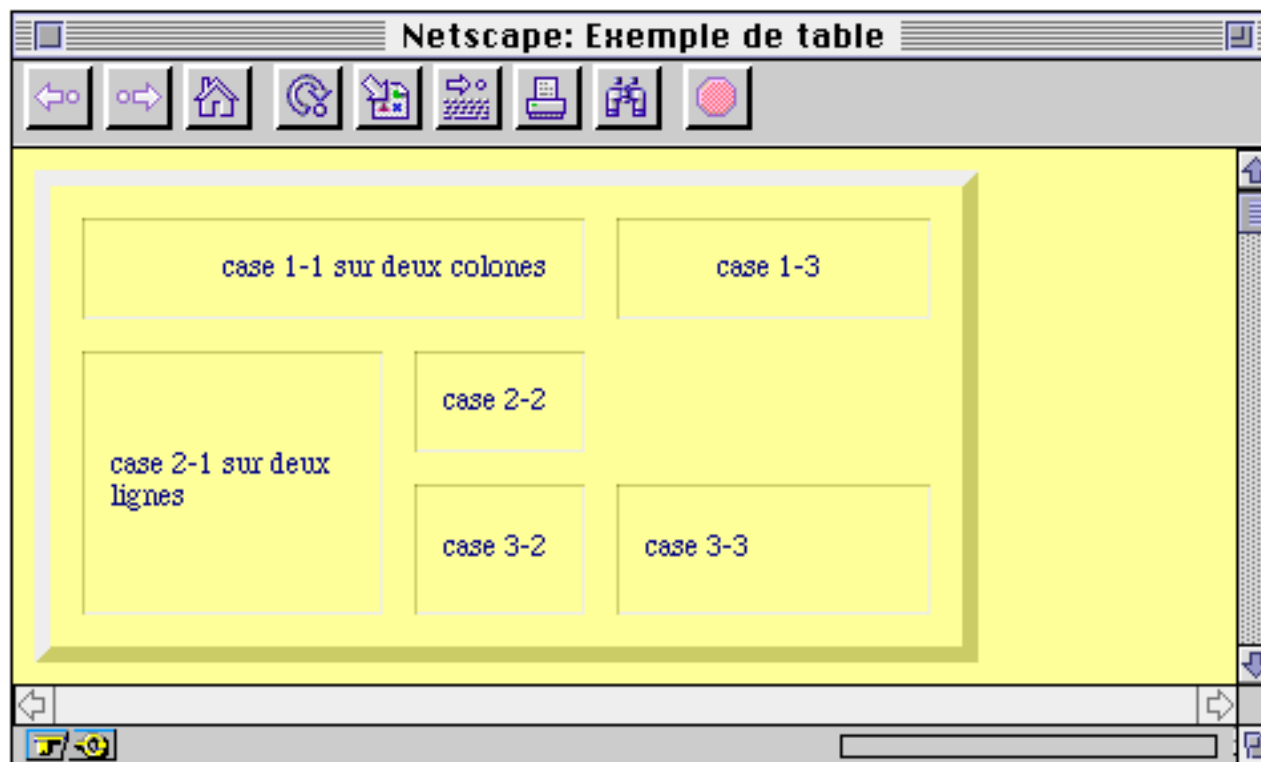 Netscape: Exemple de table
case 1-1 sur deux colones
case 1-3
case 2-2
case 2-1 sur deux
lignes
case 3-2
case 3-3